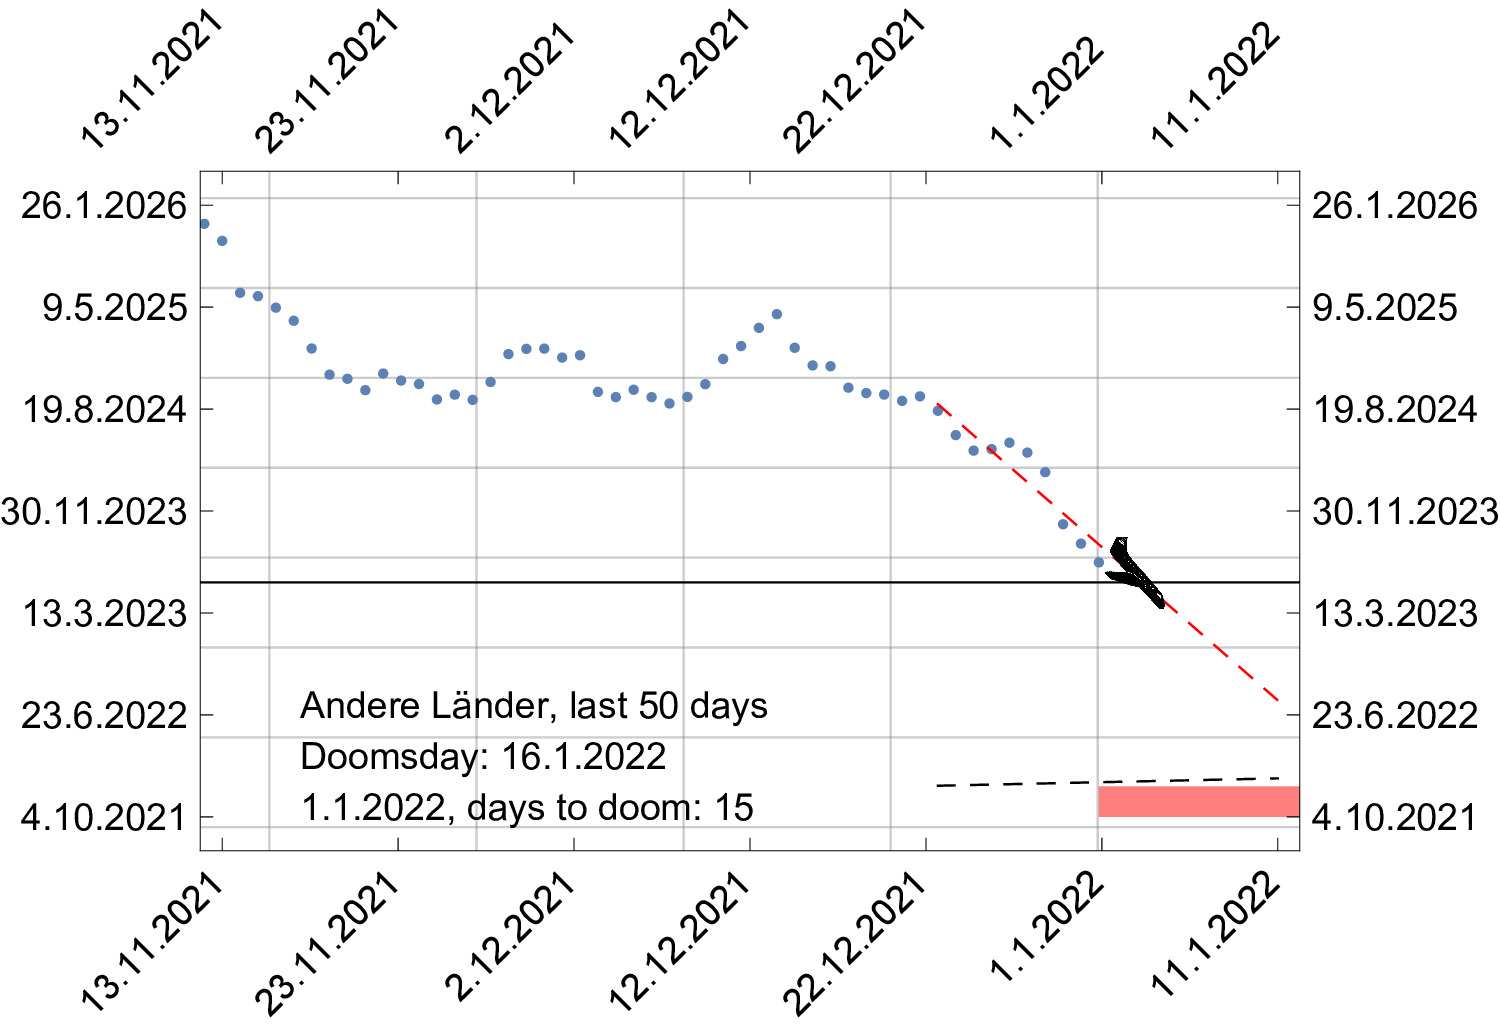 13.11.2021 23.11.2021 2.12.2021 12.12.2021 22.12.2021 1.1.2022 11.1.2022
26.1.2026 26.1.2026
9.5.2025 9.5.2025
19.8.2024 19.8.2024
30.11.2023 30.11.2023
13.3.2023 13.3.2023
Andere Länder, last 50 days
23.6.2022 23.6.2022
Doomsday: 16.1.2022
1.1.2022, days to doom: 15
4.10.2021 4.10.2021
13.11.2021 23.11.2021 2.12.2021 12.12.2021 22.12.2021 1.1.2022 11.1.2022